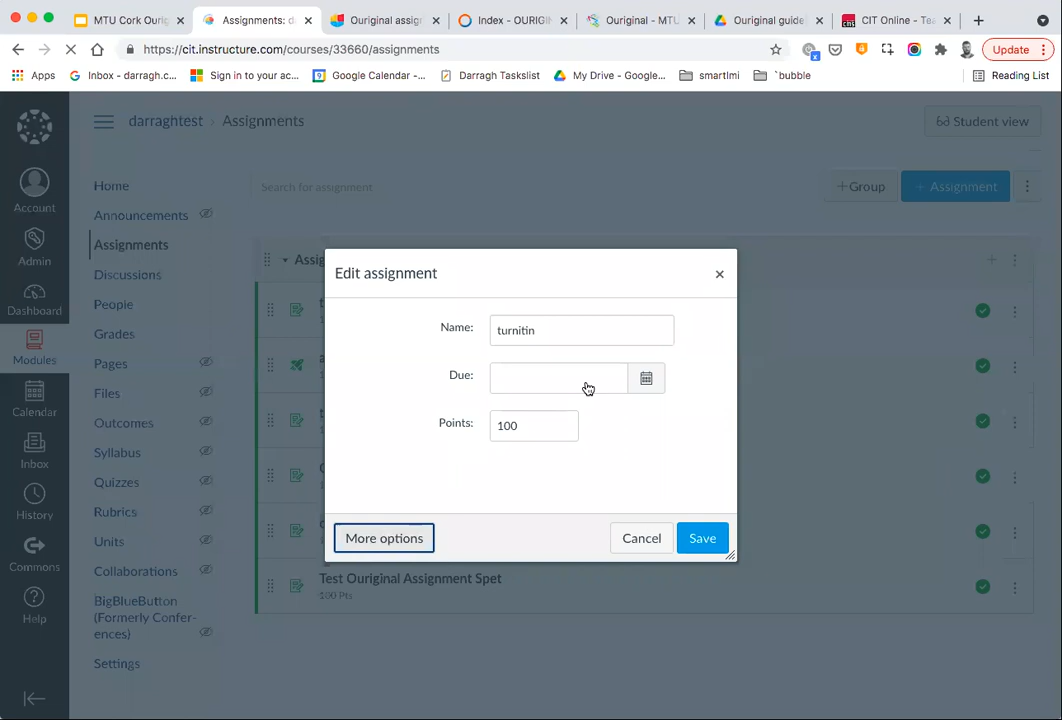 MTU Cork Ourig
Assignments: d
Ouriginal assign
Index - OURIGIN
Ouriginal - MTU
Ouriginal guide
CIT Online - Tea
https://cit.instructure.com/courses/33660/assignments
Update
Apps
Inbox - darragh.c...
Sign in to your ac...
Google Calendar -...
Darragh Taskslist
My Drive - Google...
smartlmi
`bubble
Reading List
darraghtest › Assignments
Student view
Account
Admin
Dashboard
Modules
Calendar
Inbox
History
Commons
Help
Home
Announcements
Assignments
Discussions
People
Grades
Pages
Files
Outcomes
Syllabus
Quizzes
Rubrics
Units
Collaborations
BigBlueButton
(Formerly Confer-
ences)
Settings
Search for assignment
+Group
+ Assignment
Assig
Edit assignment
Name:
turnitin
Due:
Points:
100
More options
Cancel
Save
Test Ouriginal Assignment Spet
100 Pts